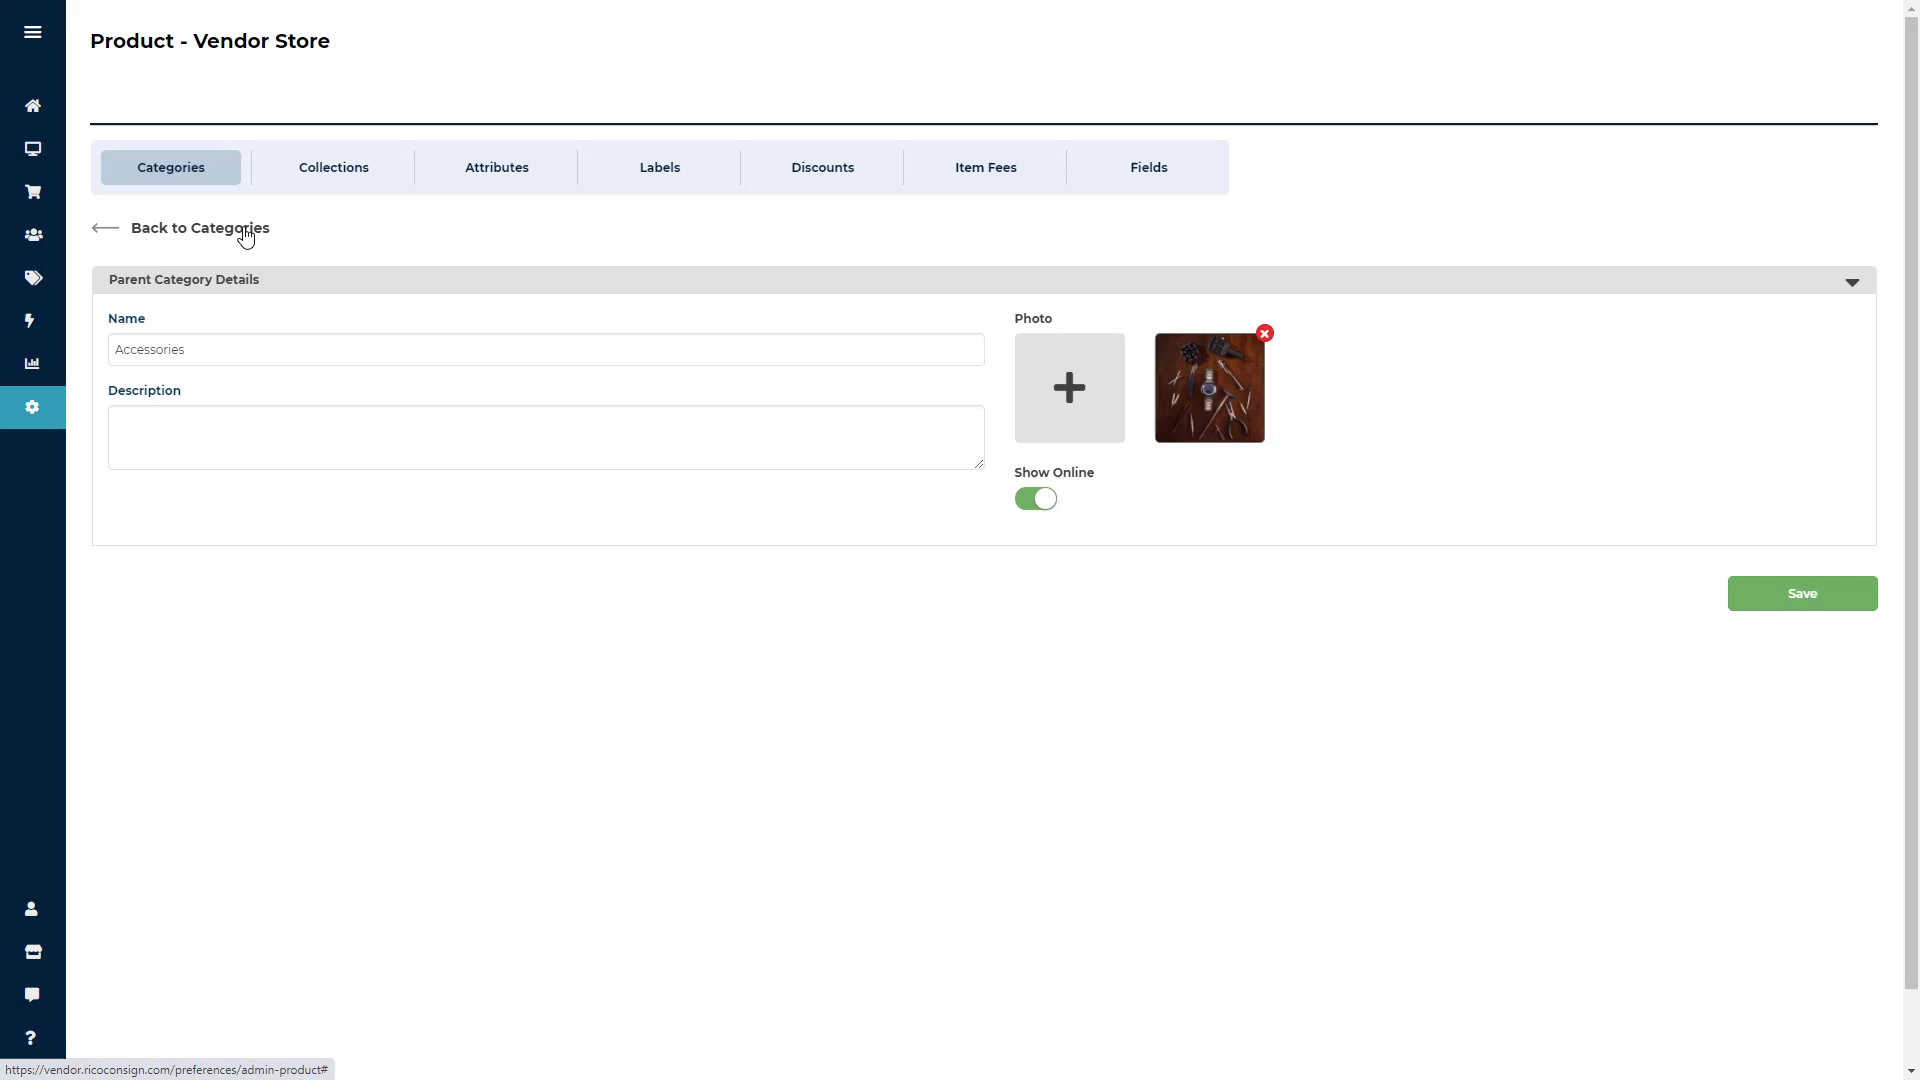 Product - Vendor Store
Categories
Collections
Attributes
Labels
Discounts
Item Fees
Fields
Back to Categories
Parent Category Details
Name
Accessories
Description
Photo
Show Online
Save
?
https://vendor.ricoconsign.com/preferences/admin-product#